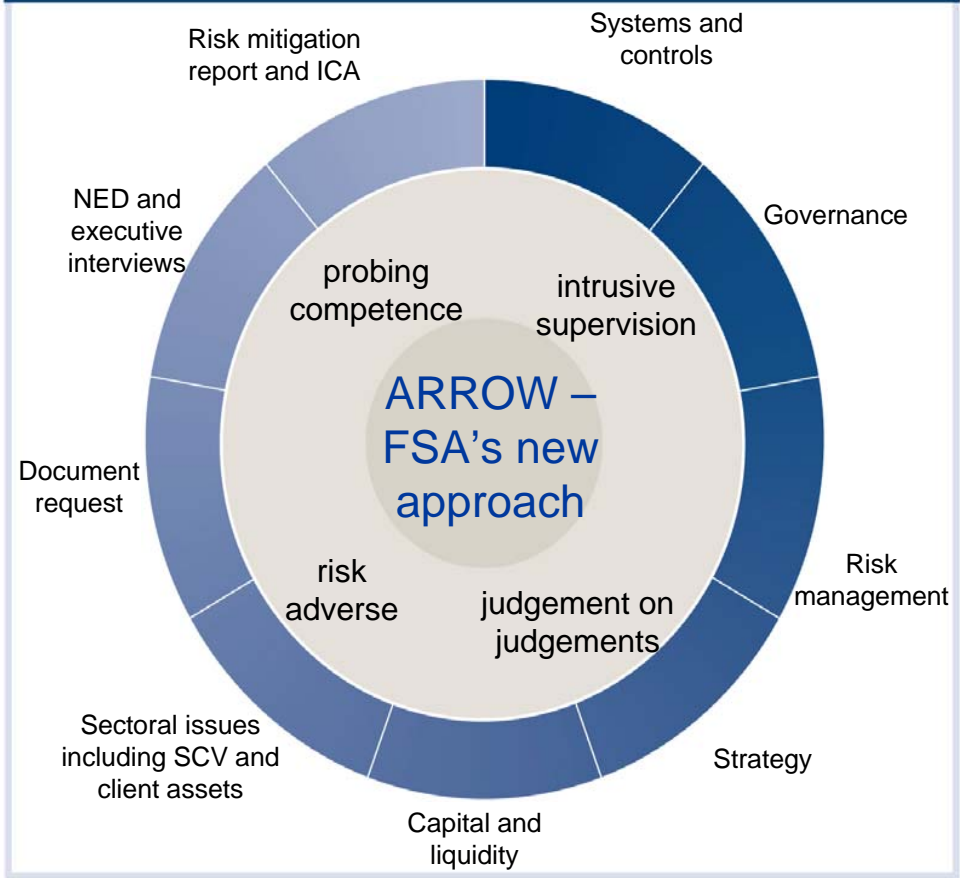 Systems and
controls
Governance
Risk
management
Strategy
Capital and
liquidity
Sectoral issues
including SCV and
client assets
Document
request
NED and
executive
interviews
Risk mitigation
report and ICA
probing
competence
intrusive
supervision
ARROW –
FSA's new
approach
risk
adverse
judgement on
judgements